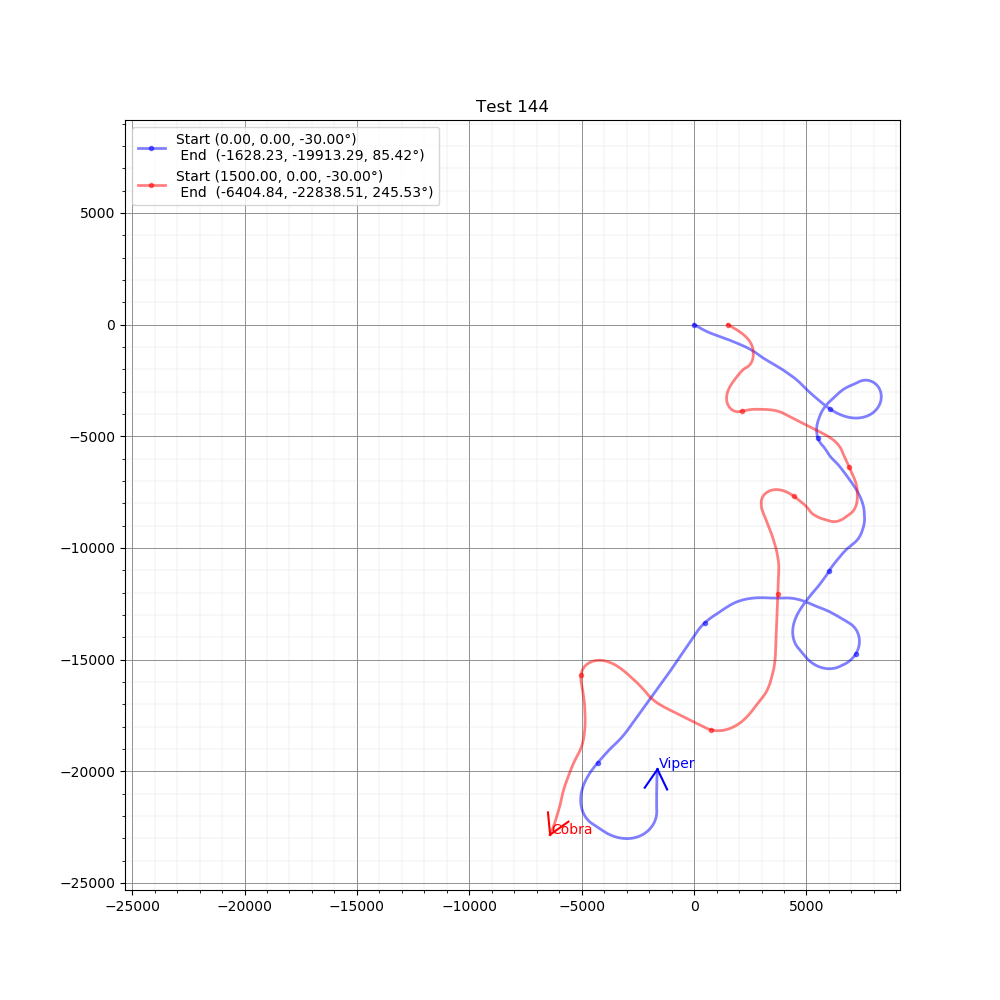 Test 144
Start (0.00, 0.00, -30.00°)
End (-1628.23, -19913.29, 85.42°)
Start (1500.00, 0.00, -30.00°)
End (-6404.84, -22838.51, 245.53°)
5000
0
−5000
−10000
−15000
−20000
−25000
Viper
Cobra
−25000 −20000 −15000 −10000 −5000 0 5000